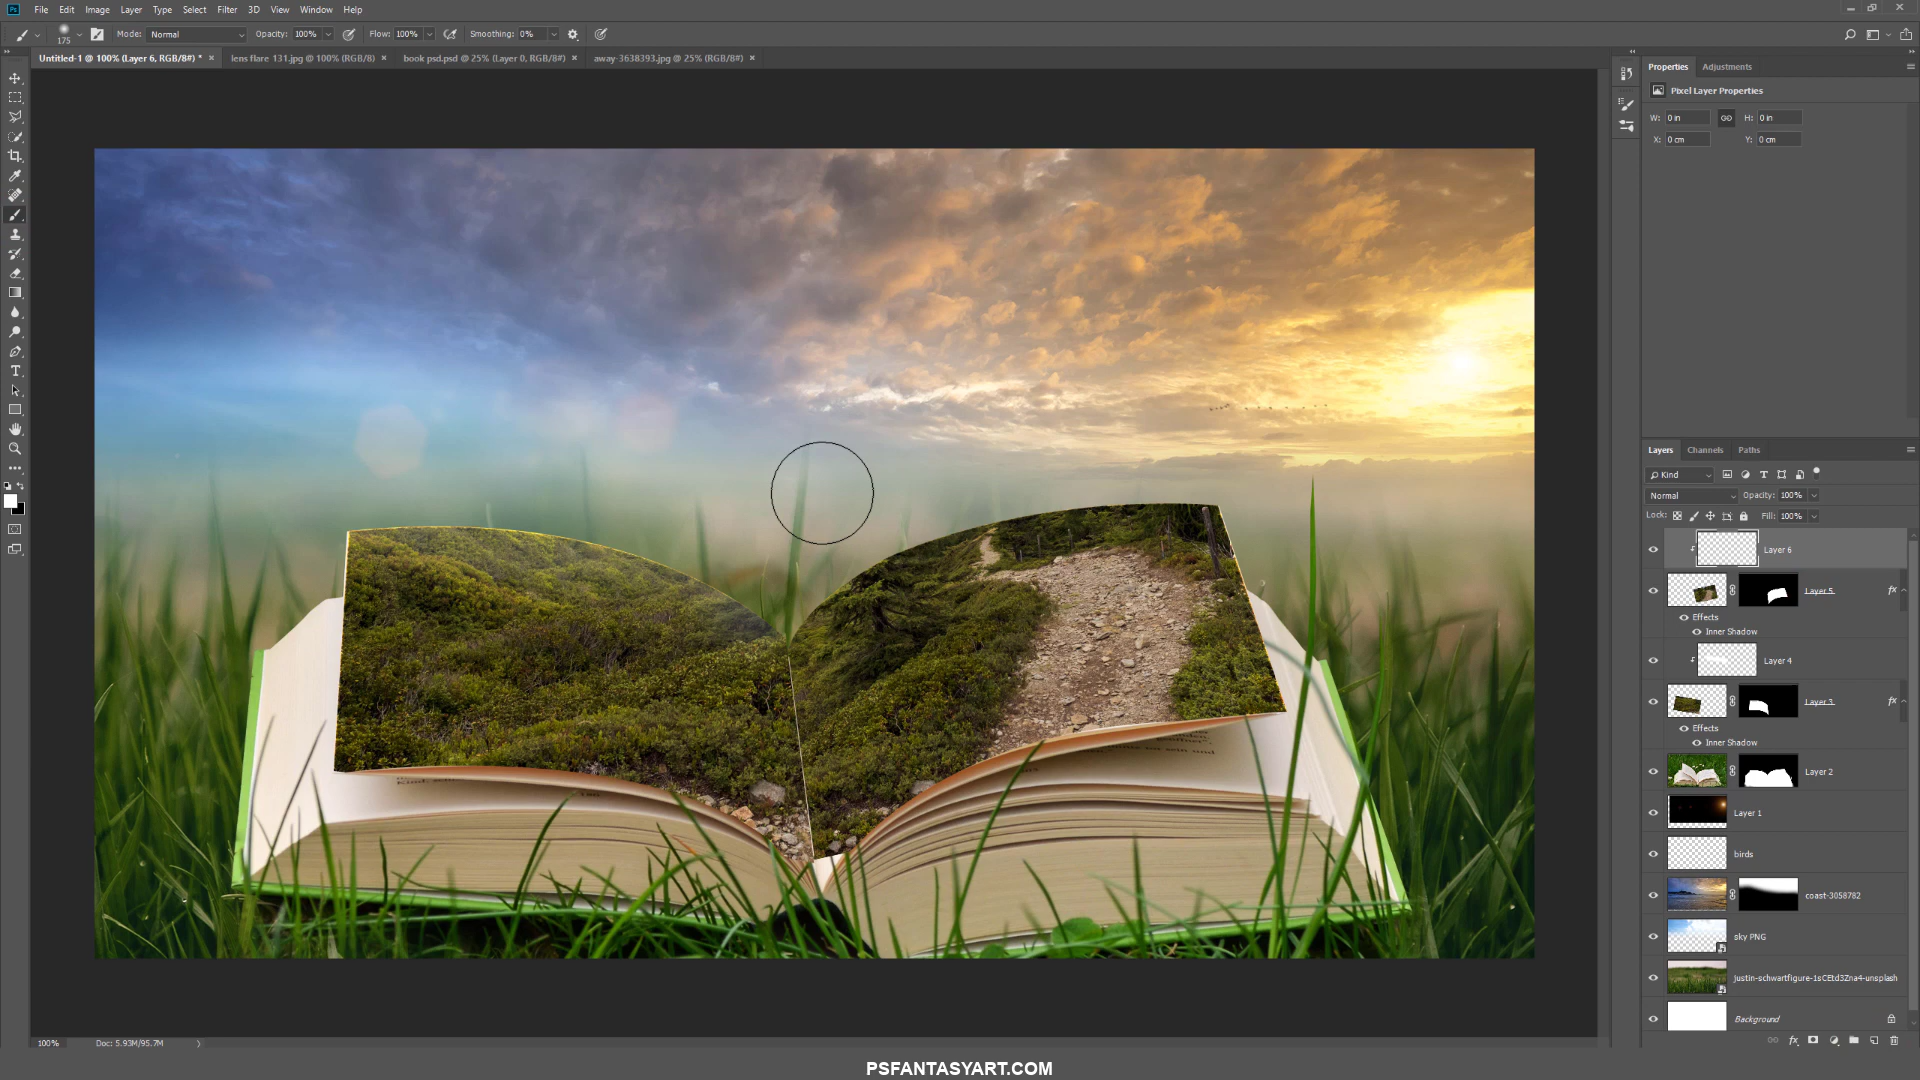 Ps File Edit Image Layer Type Select Filter 3D View Window Help
175 Mode: Normal Opacity: 100% Flow: 100% Smoothing: 0%
Untitled-1 @ 100% (Layer 6, RGB/8#) * × lens flare 131.jpg @ 100% (RGB/8) × book psd.psd @ 25% (Layer 0, RGB/8#) × away-3638393.jpg @ 25% (RGB/8#) ×
Properties Adjustments
Pixel Layer Properties
W: 0 in H: 0 in
X: 0 cm Y: 0 cm
Layers Channels Paths
Kind
Normal Opacity: 100%
Lock: Fill: 100%
Layer 6
Layer 5 fx
Effects
Inner Shadow
Layer 4
Layer 3 fx
Effects
Inner Shadow
Layer 2
Layer 1
birds
coast-3058782
sky PNG
justin-schwartfigure-1sCEtd3Zna4-unsplash
Background
100% Doc: 5.93M/95.7M
PSFANTASYART.COM